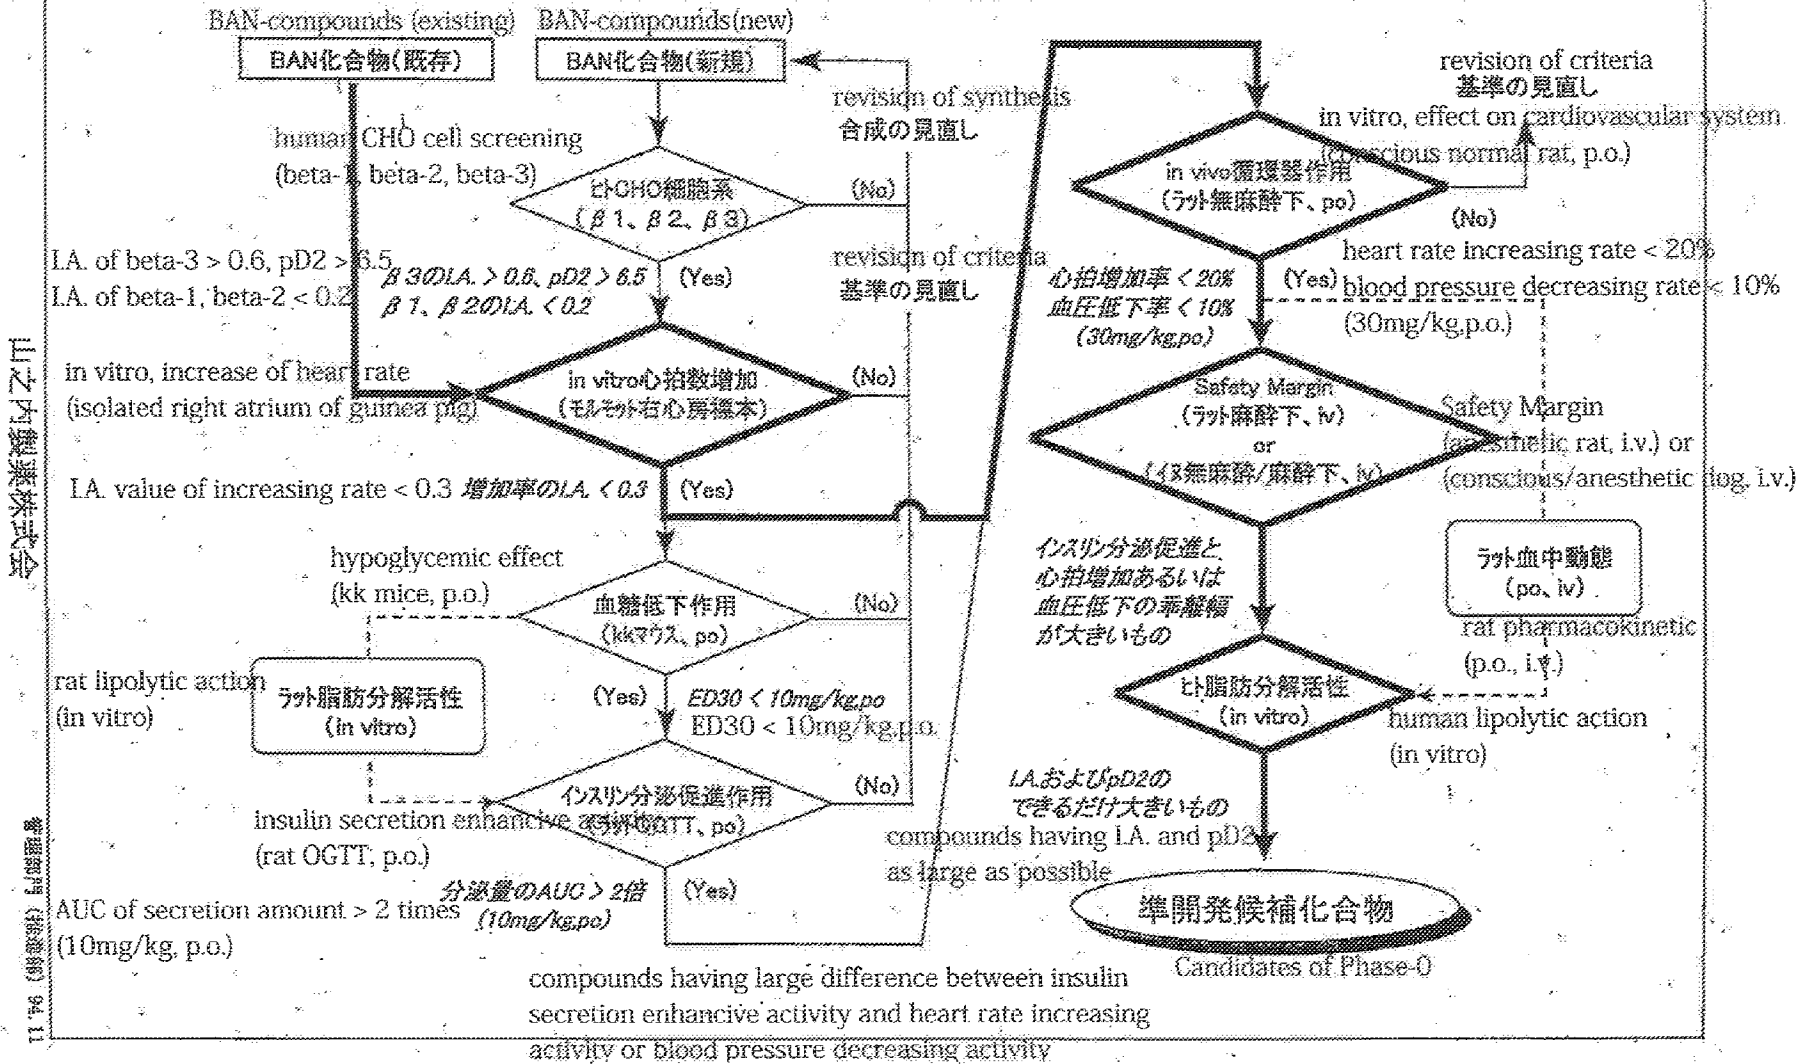 BAN-compounds (existing)
BAN-compounds(new)
BAN化合物(既存)
BAN化合物(新規)
revision of synthesis
合成の見直し
human CHO cell screening
(beta-1, beta-2, beta-3)
ヒトCHO細胞系
(β1、β2、β3)
(No)
I.A. of beta-3 > 0.6, pD2 > 6.5
I.A. of beta-1, beta-2 < 0.2
β3のI.A. > 0.6、pD2 > 6.5
β1、β2のI.A. < 0.2
(Yes)
revision of criteria
基準の見直し
in vitro, increase of heart rate
(isolated right atrium of guinea pig)
in vitro心拍数増加
(モルモット右心房標本)
(No)
I.A. value of increasing rate < 0.3
増加率のI.A. < 0.3
(Yes)
hypoglycemic effect
(kk mice, p.o.)
血糖低下作用
(kkマウス、po)
(No)
rat lipolytic action
(in vitro)
ラット脂肪分解活性
(in vitro)
(Yes)
ED30 < 10mg/kg,po
ED30 < 10mg/kg,p.o.
インスリン分泌促進作用
(ラットOGTT、po)
(No)
insulin secretion enhancive activity
(rat OGTT; p.o.)
分泌量のAUC > 2倍
(10mg/kg,po)
(Yes)
AUC of secretion amount > 2 times
(10mg/kg, p.o.)
revision of criteria
基準の見直し
in vitro, effect on cardiovascular system
(conscious normal rat, p.o.)
in vivo循環器作用
(ラット無麻酔下、po)
(No)
heart rate increasing rate < 20%
blood pressure decreasing rate < 10%
(30mg/kg,p.o.)
心拍増加率 < 20%
血圧低下率 < 10%
(30mg/kg,po)
(Yes)
Safety Margin
(ラット麻酔下、iv)
or
(イヌ無麻酔/麻酔下、iv)
Safety Margin
(anesthetic rat, i.v.) or
(conscious/anesthetic dog, i.v.)
インスリン分泌促進と
心拍増加あるいは
血圧低下の乖離幅
が大きいもの
ラット血中動態
(po、iv)
rat pharmacokinetic
(p.o., i.v.)
ヒト脂肪分解活性
(in vitro)
human lipolytic action
(in vitro)
I.A.およびpD2の
できるだけ大きいもの
compounds having I.A. and pD2
as large as possible
準開発候補化合物
Candidates of Phase-0
compounds having large difference between insulin
secretion enhancive activity and heart rate increasing
activity or blood pressure decreasing activity
山之内製薬株式会
94. 11